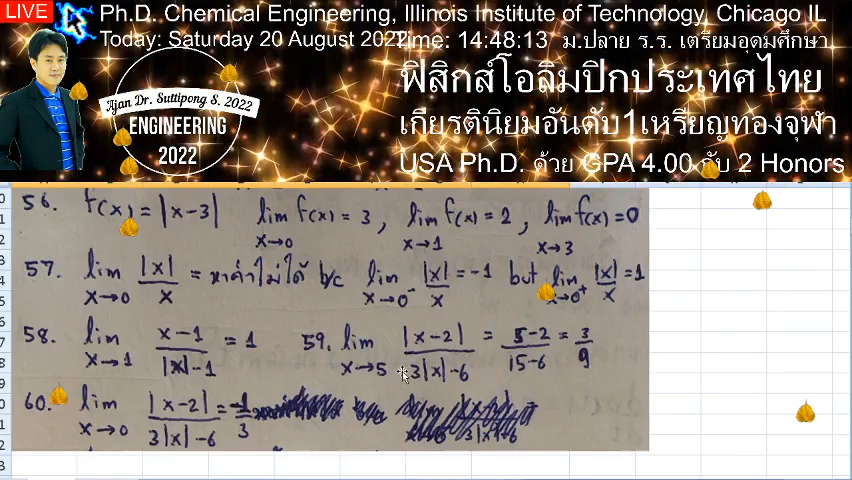 LIVE
Ph.D. Chemical Engineering, Illinois Institute of Technology, Chicago IL
Today: Saturday 20 August 2022 Time: 14:48:13 ม.ปลาย ร.ร. เตรียมอุดมศึกษา
ฟิสิกส์โอลิมปิกประเทศไทย
เกียรตินิยมอันดับ1เหรียญทองจุฬา
USA Ph.D. ด้วย GPA 4.00 กับ 2 Honors
Ajan Dr. Suttipong S. 2022
ENGINEERING
2022
56. f(x) = |x-3| lim x→0 f(x) = 3 , lim x→1 f(x) = 2 , lim x→3 f(x) = 0
57. lim x→0 |x|/x = หาค่าไม่ได้ b/c lim x→0⁻ |x|/x = -1 but lim x→0⁺ |x|/x = 1
58. lim x→1 x-1/|x|-1 = 1 59. lim x→5 |x-2|/3|x|-6 = 5-2/15-6 = 3/9
60. lim x→0 |x-2|/3|x|-6 = -1/3